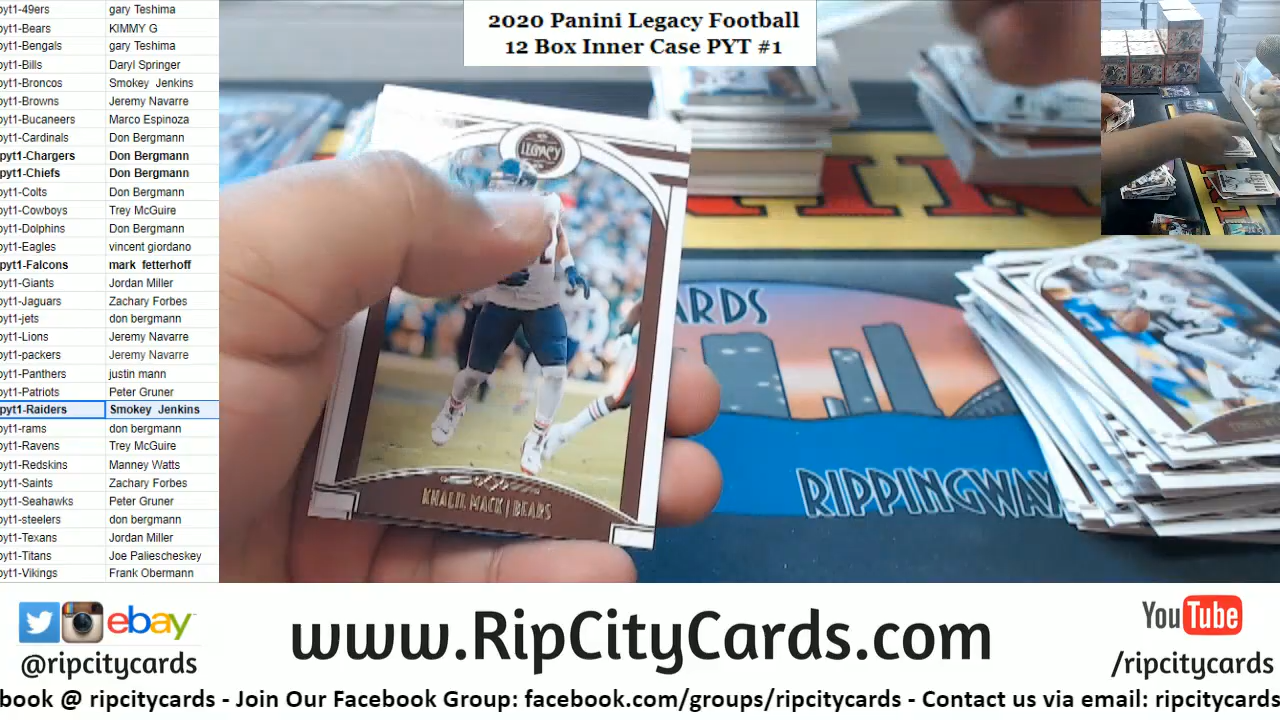 pyt1-49ers gary Teshima
pyt1-Bears KIMMY G
pyt1-Bengals gary Teshima
pyt1-Bills Daryl Springer
pyt1-Broncos Smokey Jenkins
pyt1-Browns Jeremy Navarre
pyt1-Bucaneers Marco Espinoza
pyt1-Cardinals Don Bergmann
pyt1-Chargers Don Bergmann
pyt1-Chiefs Don Bergmann
pyt1-Colts Don Bergmann
pyt1-Cowboys Trey McGuire
pyt1-Dolphins Don Bergmann
pyt1-Eagles vincent giordano
pyt1-Falcons mark fetterhoff
pyt1-Giants Jordan Miller
pyt1-Jaguars Zachary Forbes
pyt1-jets don bergmann
pyt1-Lions Jeremy Navarre
pyt1-packers Jeremy Navarre
pyt1-Panthers justin mann
pyt1-Patriots Peter Gruner
pyt1-Raiders Smokey Jenkins
pyt1-rams don bergmann
pyt1-Ravens Trey McGuire
pyt1-Redskins Manney Watts
pyt1-Saints Zachary Forbes
pyt1-Seahawks Peter Gruner
pyt1-steelers don bergmann
pyt1-Texans Jordan Miller
pyt1-Titans Joe Paliescheskey
pyt1-Vikings Frank Obermann
2020 Panini Legacy Football
12 Box Inner Case PYT #1
LEGACY
KHALIL MACK | BEARS
ARDS
RIPPINGWAX
ebay
@ripcitycards
www.RipCityCards.com
YouTube
/ripcitycards
book @ ripcitycards - Join Our Facebook Group: facebook.com/groups/ripcitycards - Contact us via email: ripcitycards